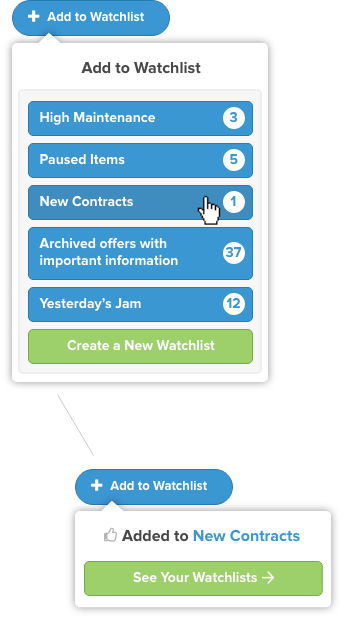 Add to Watchlist
Add to Watchlist
High Maintenance 3
Paused Items 5
New Contracts 1
Archived offers with
important information 37
Yesterday's Jam 12
Create a New Watchlist
Add to Watchlist
Added to New Contracts
See Your Watchlists